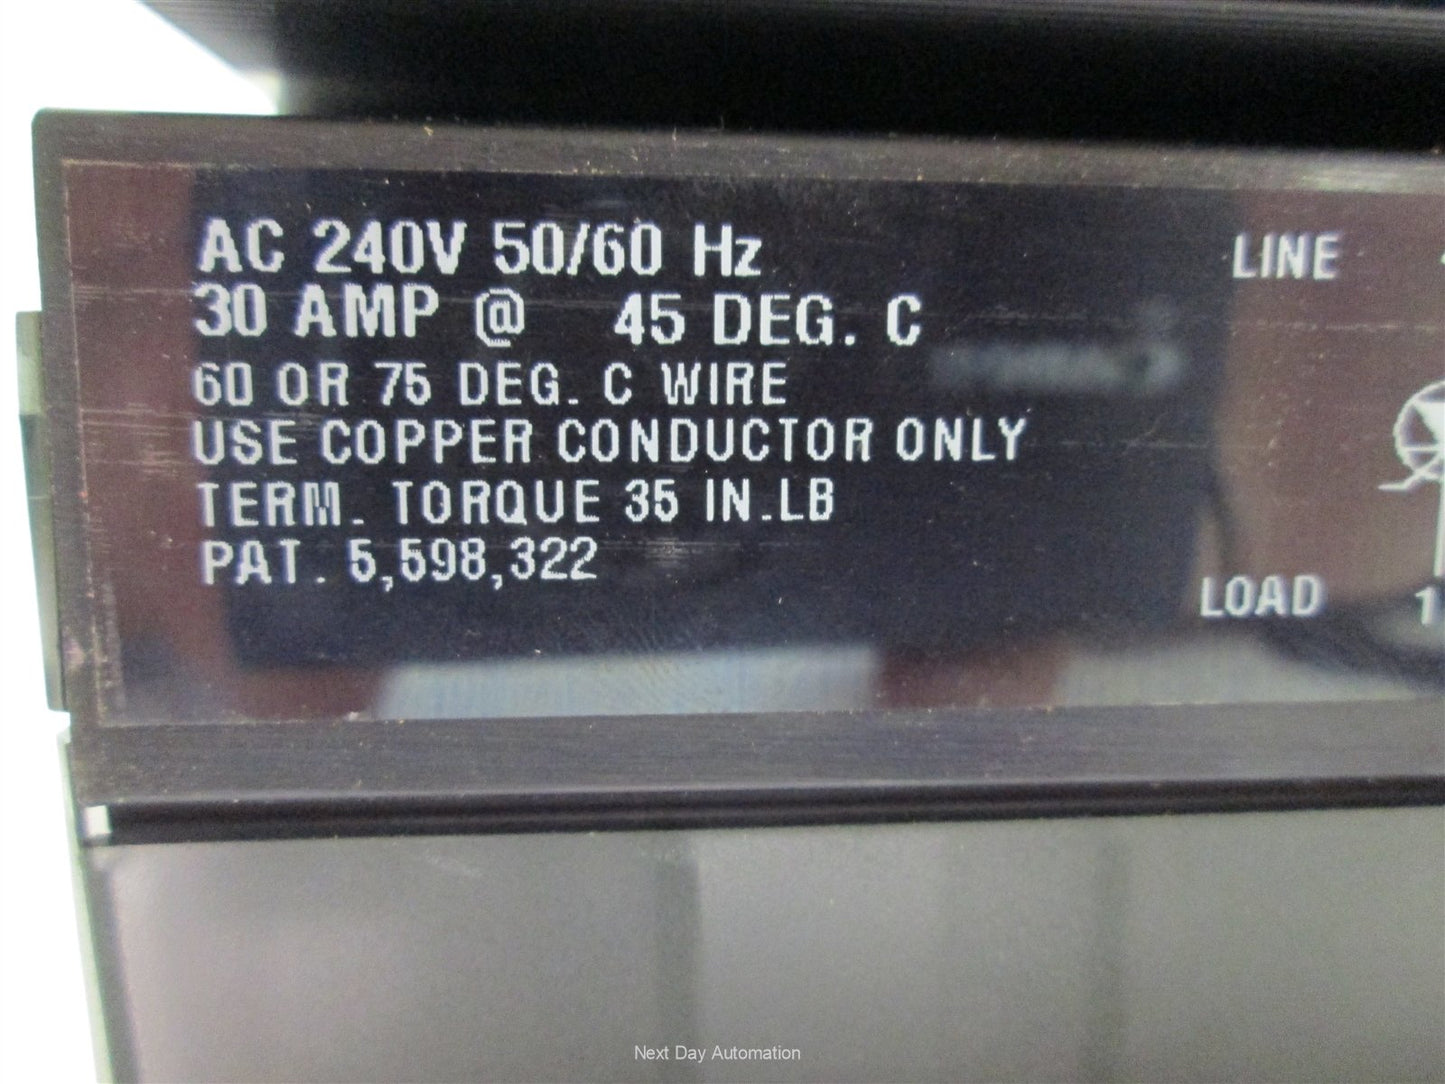 AC 240V 50/60 Hz
30 AMP @ 45 DEG. C
60 OR 75 DEG. C WIRE
USE COPPER CONDUCTOR ONLY
TERM. TORQUE 35 IN.LB
PAT. 5,598,322
LINE
LOAD
1
Next Day Automation